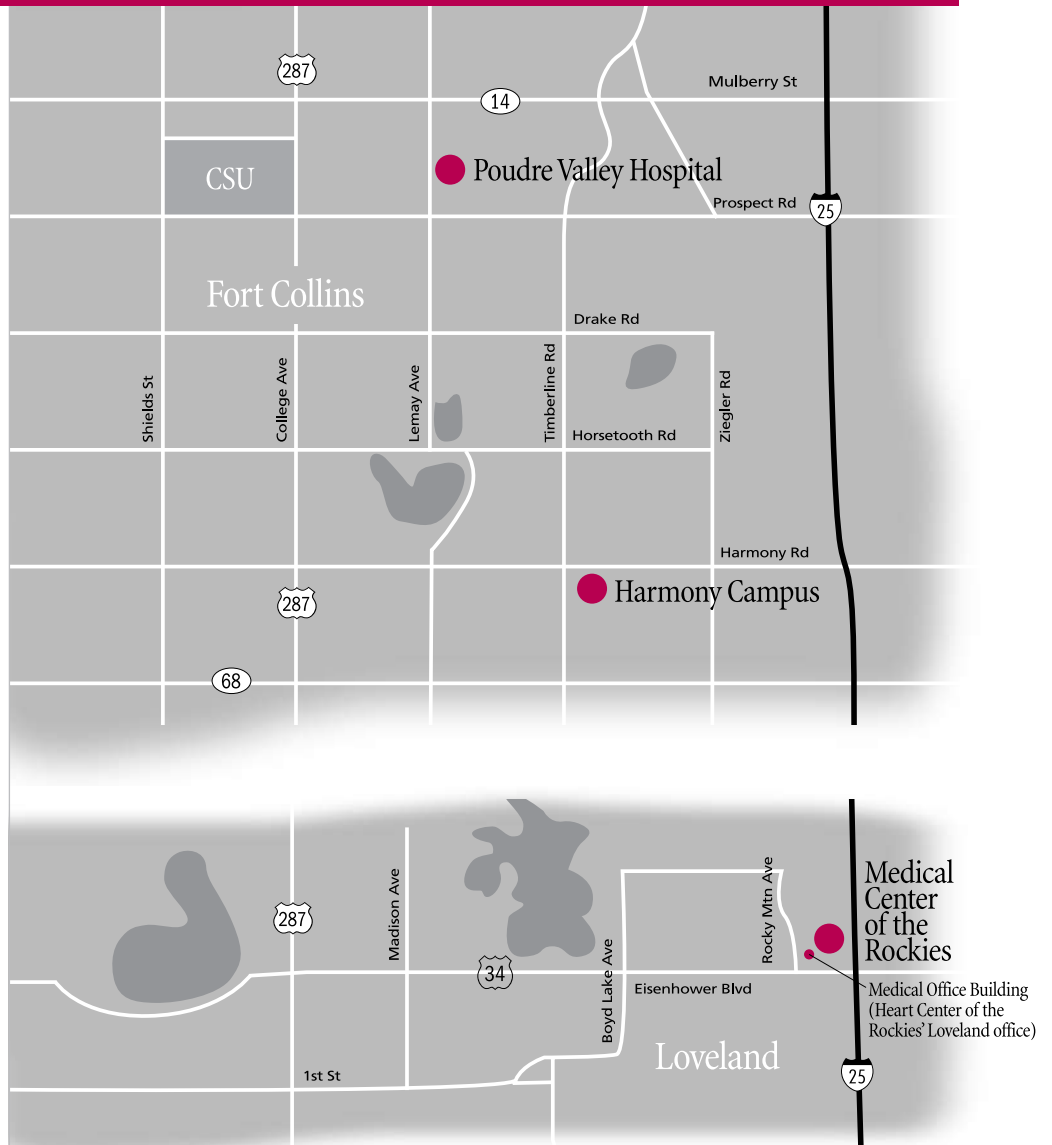 287
Mulberry St
14
CSU
Poudre Valley Hospital
Prospect Rd
25
Fort Collins
Drake Rd
Shields St
College Ave
Lemay Ave
Timberline Rd
Ziegler Rd
Horsetooth Rd
Harmony Rd
Harmony Campus
287
68
Medical
Center
of the
Rockies
Madison Ave
Rocky Mtn Ave
287
34
Boyd Lake Ave
Eisenhower Blvd
Medical Office Building
(Heart Center of the
Rockies' Loveland office)
Loveland
1st St
25